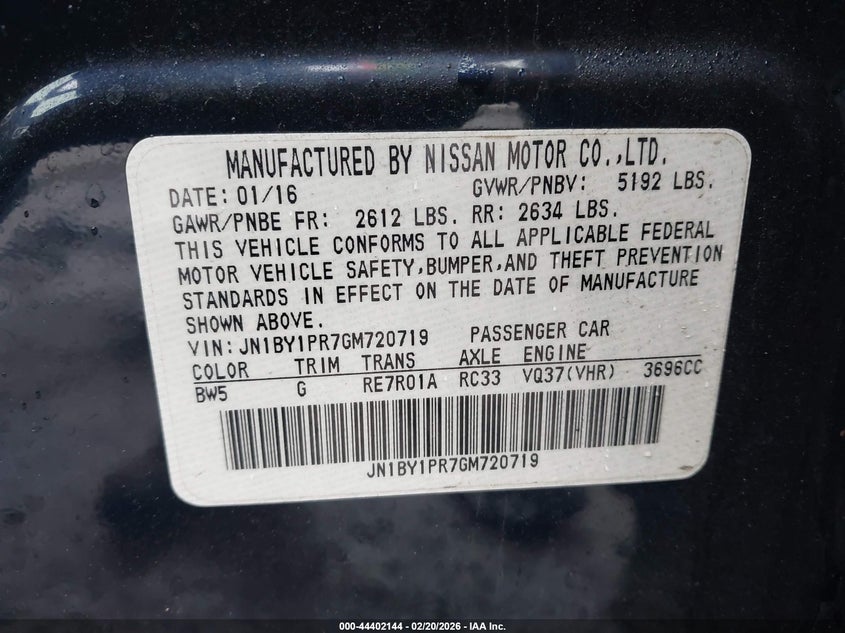 MANUFACTURED BY NISSAN MOTOR CO.,LTD.
DATE: 01/16 GVWR/PNBV: 5192 LBS.
GAWR/PNBE FR: 2612 LBS. RR: 2634 LBS.
THIS VEHICLE CONFORMS TO ALL APPLICABLE FEDERAL
MOTOR VEHICLE SAFETY,BUMPER,AND THEFT PREVENTION
STANDARDS IN EFFECT ON THE DATE OF MANUFACTURE
SHOWN ABOVE.
VIN: JN1BY1PR7GM720719 PASSENGER CAR
COLOR TRIM TRANS AXLE ENGINE
BW5 G RE7R01A RC33 VQ37(VHR) 3696CC
JN1BY1PR7GM720719
000-44402144 - 02/20/2026 - IAA Inc.